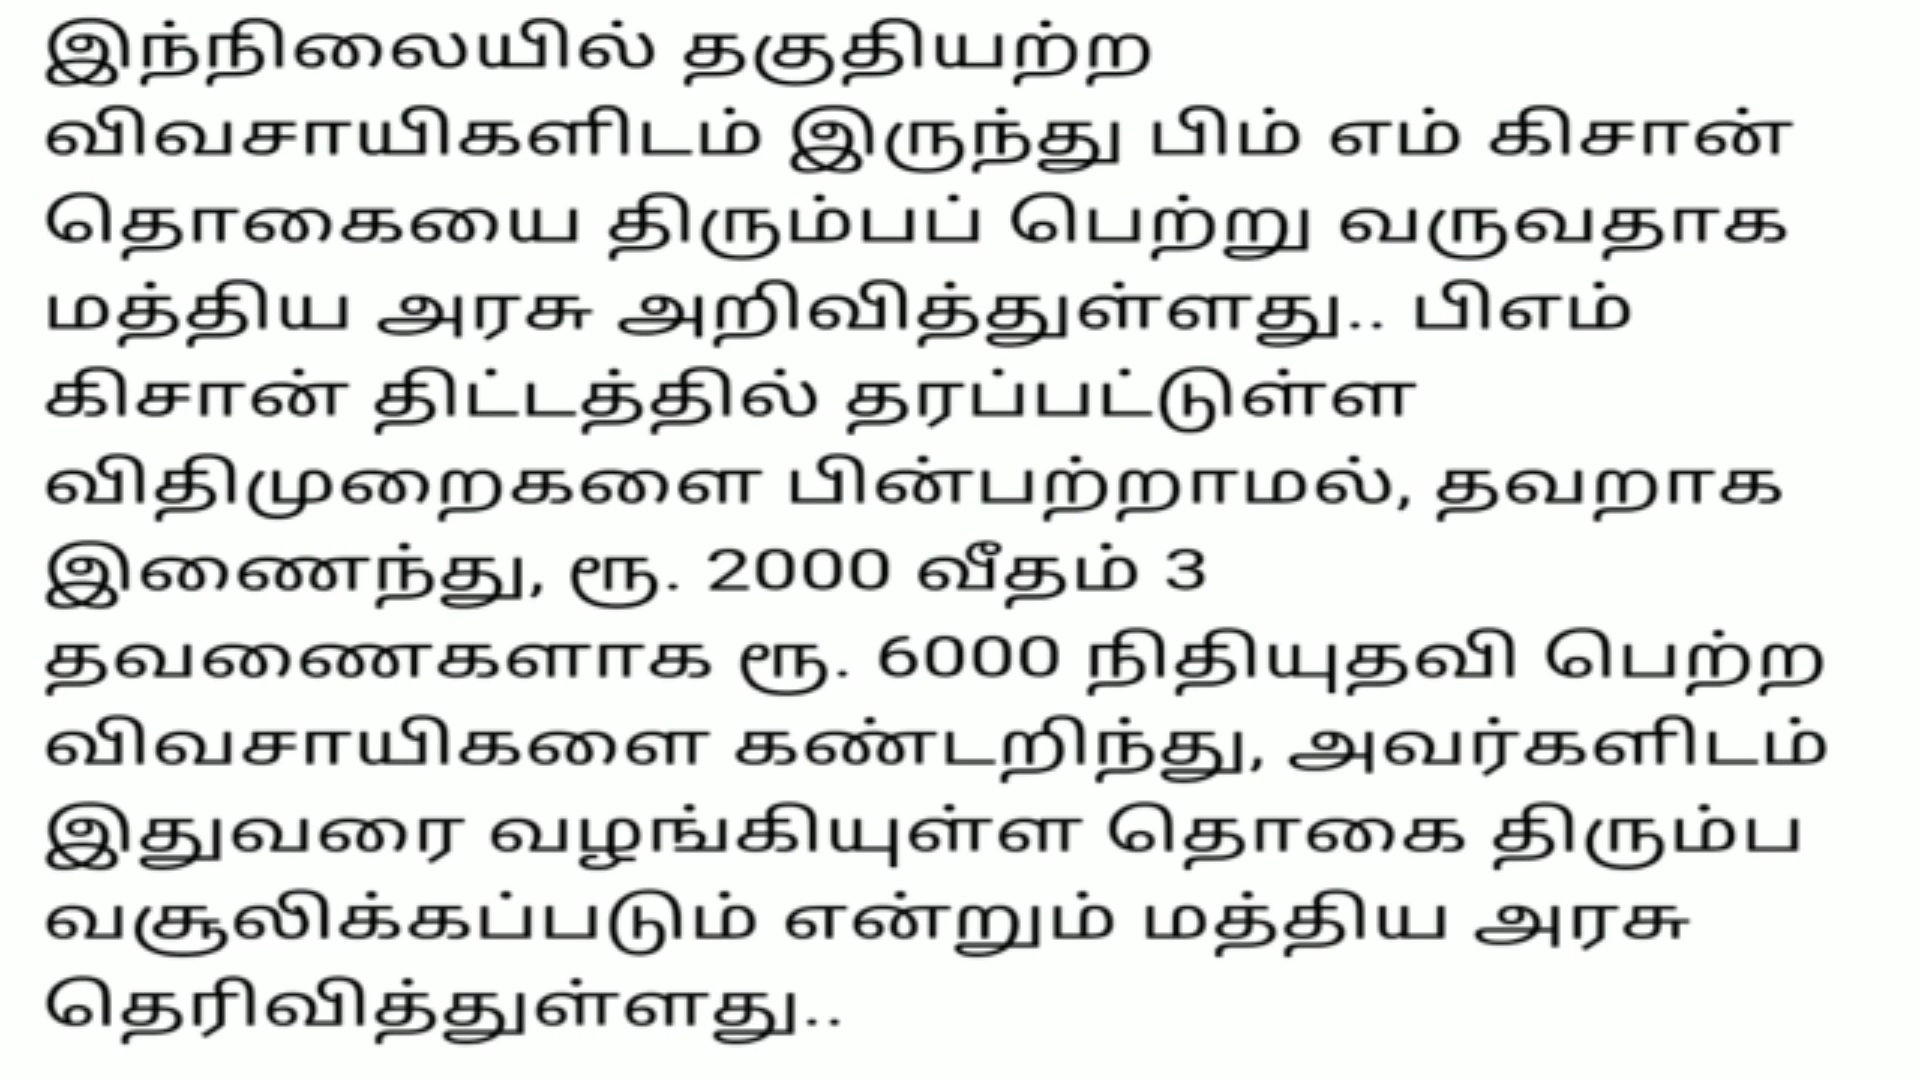 இந்நிலையில் தகுதியற்ற
விவசாயிகளிடம் இருந்து பிம் எம் கிசான்
தொகையை திரும்பப் பெற்று வருவதாக
மத்திய அரசு அறிவித்துள்ளது.. பிஎம்
கிசான் திட்டத்தில் தரப்பட்டுள்ள
விதிமுறைகளை பின்பற்றாமல், தவறாக
இணைந்து, ரூ. 2000 வீதம் 3
தவணைகளாக ரூ. 6000 நிதியுதவி பெற்ற
விவசாயிகளை கண்டறிந்து, அவர்களிடம்
இதுவரை வழங்கியுள்ள தொகை திரும்ப
வசூலிக்கப்படும் என்றும் மத்திய அரசு
தெரிவித்துள்ளது..